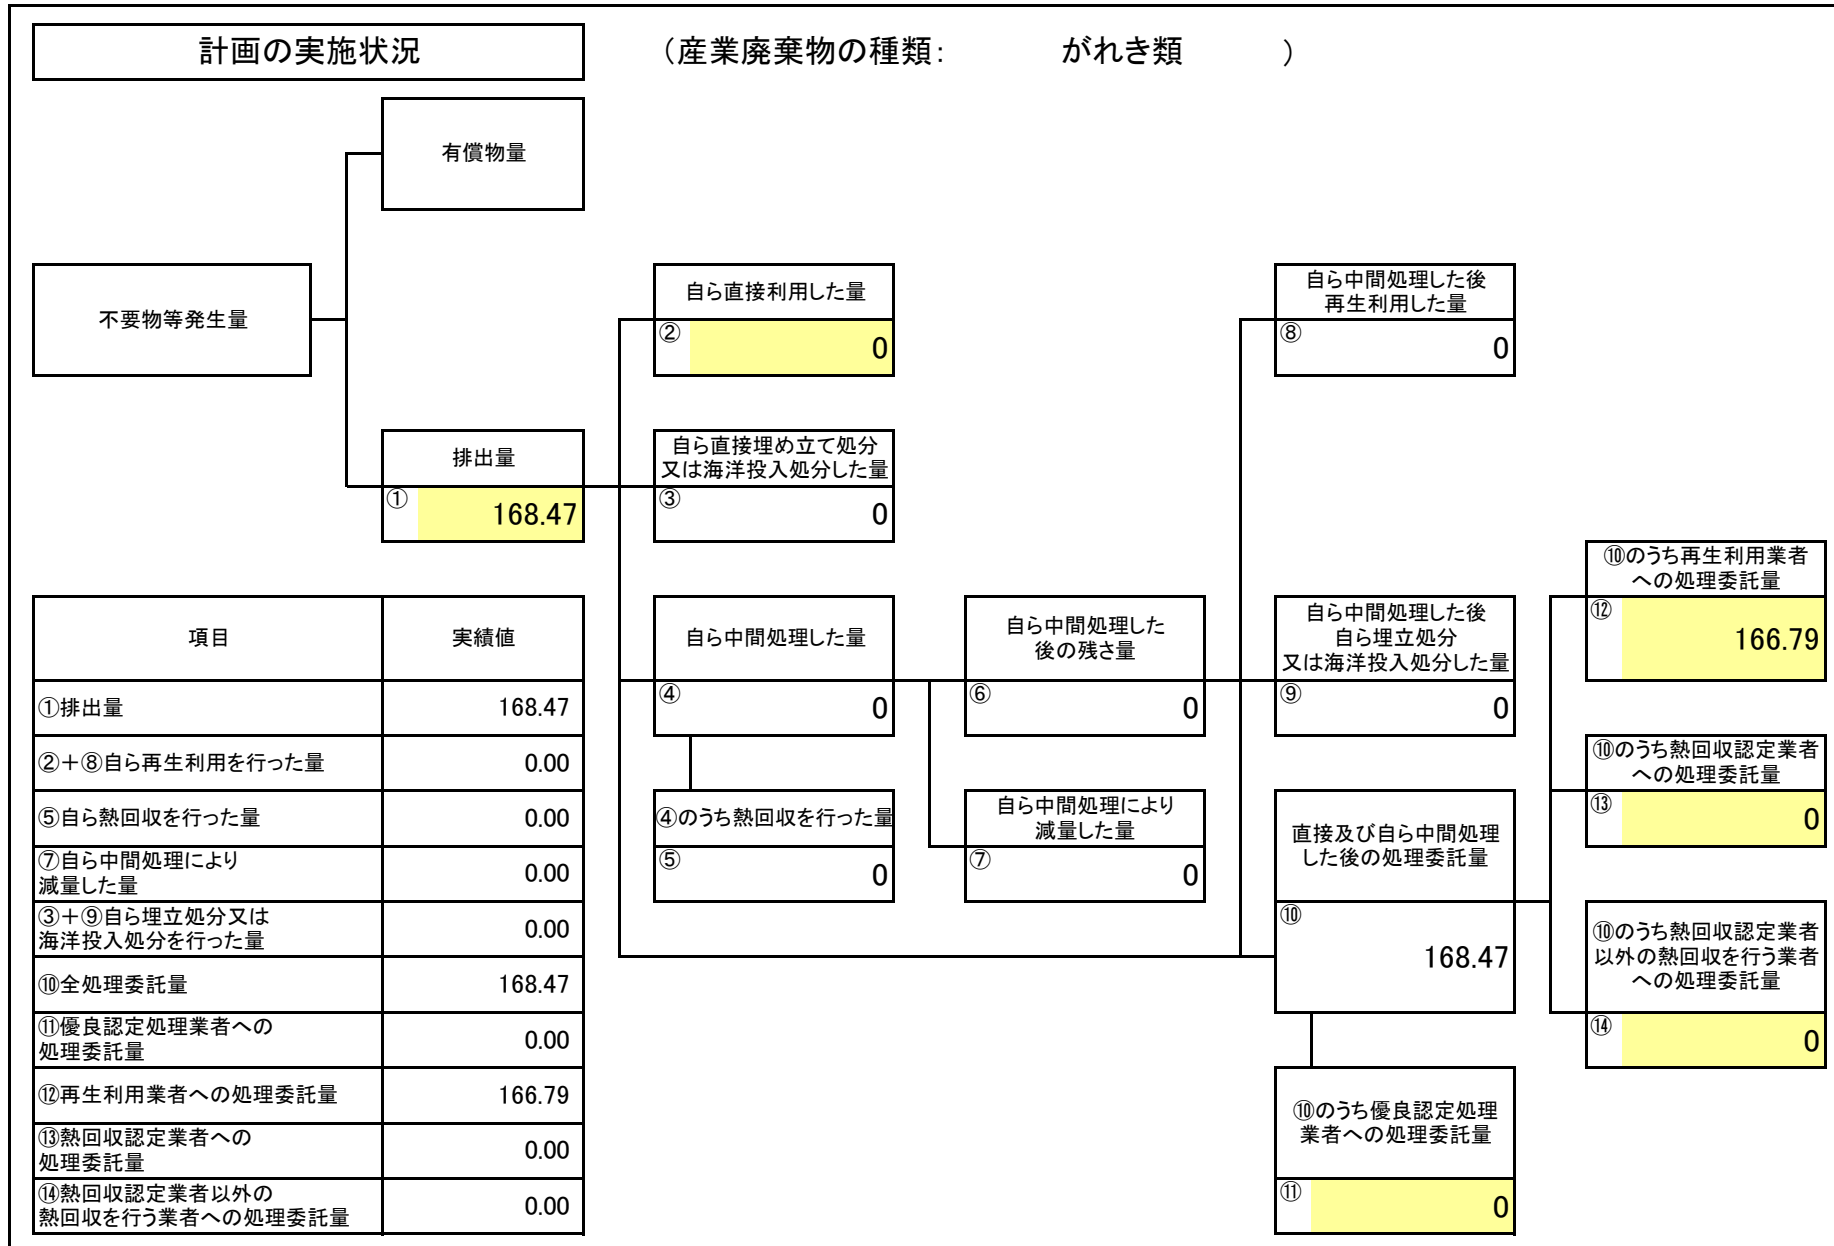 計画の実施状況
（産業廃棄物の種類： がれき類 ）
有償物量
不要物等発生量
排出量
① 168.47
自ら直接利用した量
② 0
自ら直接埋め立て処分
又は海洋投入処分した量
③ 0
自ら中間処理した量
④ 0
④のうち熱回収を行った量
⑤ 0
自ら中間処理した
後の残さ量
⑥ 0
自ら中間処理により
減量した量
⑦ 0
自ら中間処理した後
再生利用した量
⑧ 0
自ら中間処理した後
自ら埋立処分
又は海洋投入処分した量
⑨ 0
直接及び自ら中間処理
した後の処理委託量
⑩
168.47
⑩のうち優良認定処理
業者への処理委託量
⑪ 0
⑩のうち再生利用業者
への処理委託量
⑫
166.79
⑩のうち熱回収認定業者
への処理委託量
⑬ 0
⑩のうち熱回収認定業者
以外の熱回収を行う業者
への処理委託量
⑭ 0
項目 実績値
①排出量 168.47
②＋⑧自ら再生利用を行った量 0.00
⑤自ら熱回収を行った量 0.00
⑦自ら中間処理により
減量した量 0.00
③＋⑨自ら埋立処分又は
海洋投入処分を行った量 0.00
⑩全処理委託量 168.47
⑪優良認定処理業者への
処理委託量 0.00
⑫再生利用業者への処理委託量 166.79
⑬熱回収認定業者への
処理委託量 0.00
⑭熱回収認定業者以外の
熱回収を行う業者への処理委託量 0.00